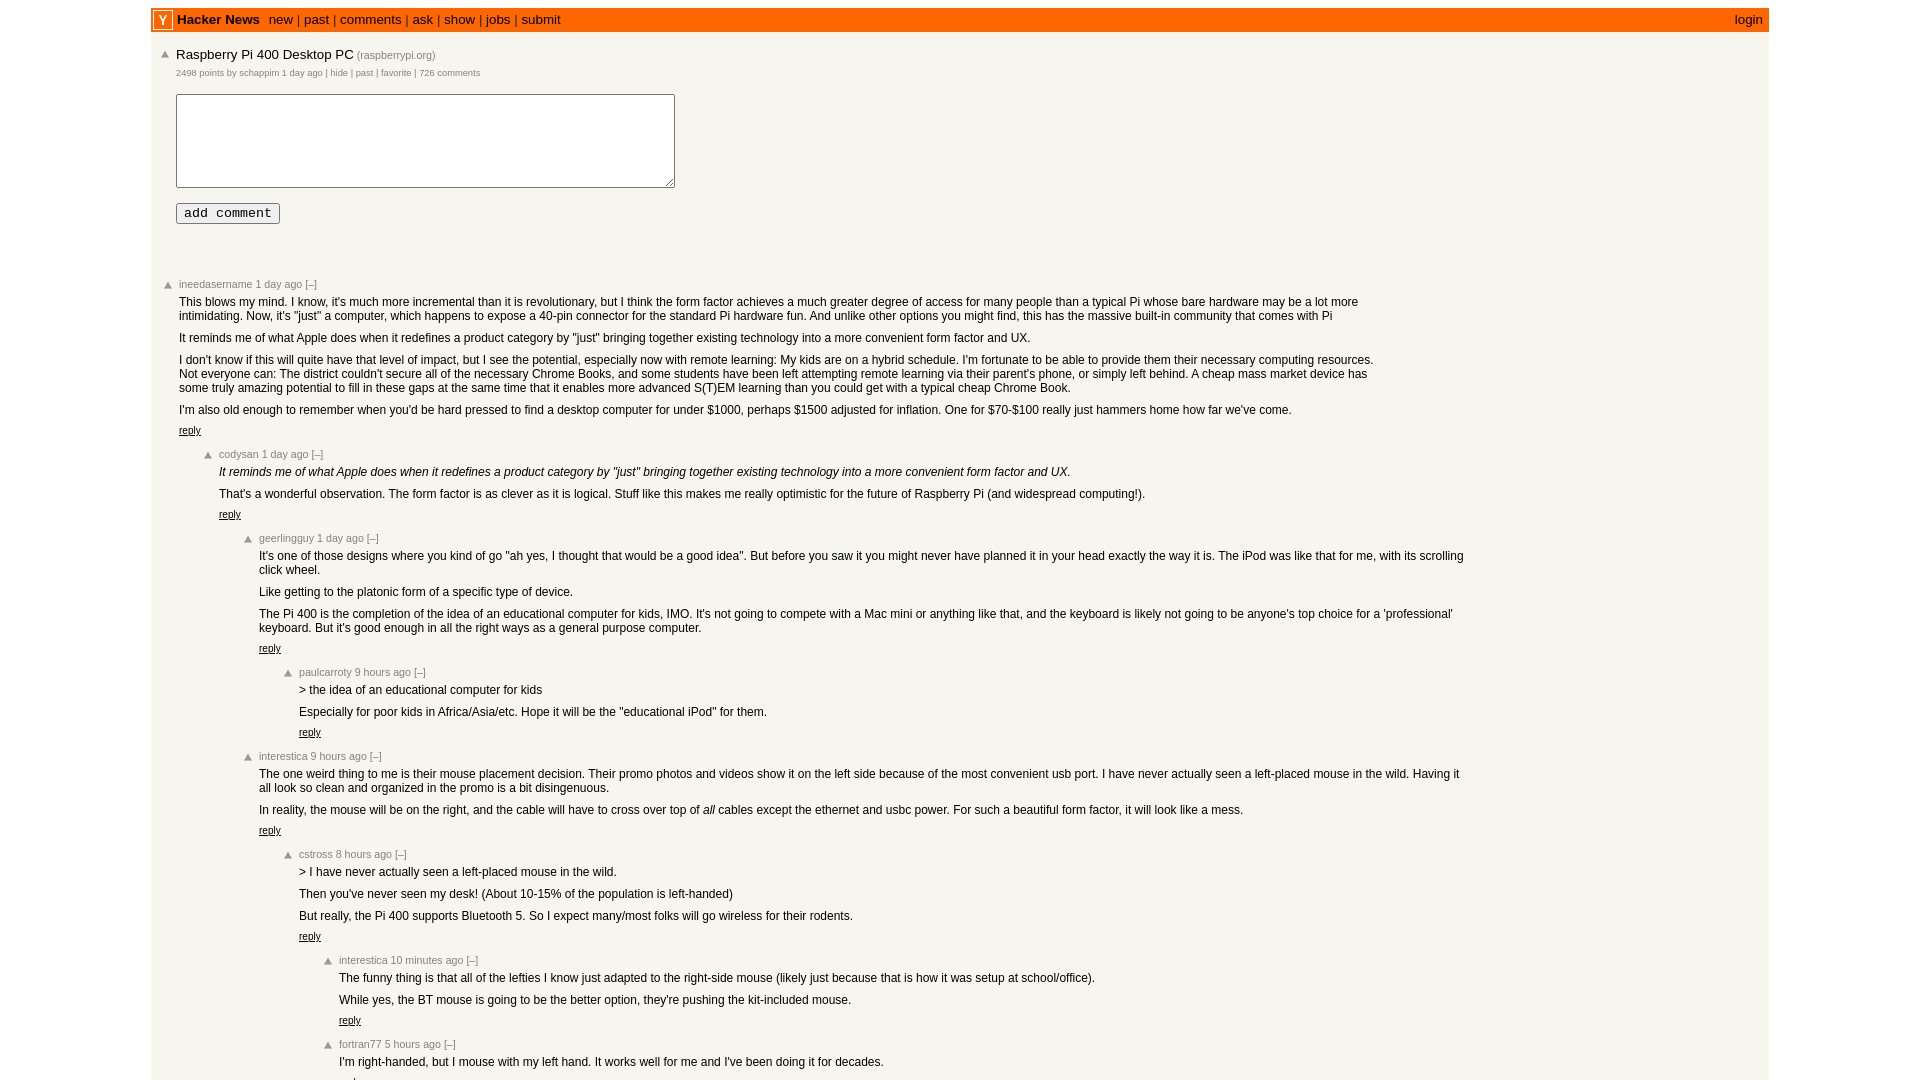 Y Hacker News new | past | comments | ask | show | jobs | submit login
Raspberry Pi 400 Desktop PC (raspberrypi.org)
2498 points by schappim 1 day ago | hide | past | favorite | 726 comments
add comment
ineedasername 1 day ago [–]
This blows my mind. I know, it's much more incremental than it is revolutionary, but I think the form factor achieves a much greater degree of access for many people than a typical Pi whose bare hardware may be a lot more
intimidating. Now, it's "just" a computer, which happens to expose a 40-pin connector for the standard Pi hardware fun. And unlike other options you might find, this has the massive built-in community that comes with Pi
It reminds me of what Apple does when it redefines a product category by "just" bringing together existing technology into a more convenient form factor and UX.
I don't know if this will quite have that level of impact, but I see the potential, especially now with remote learning: My kids are on a hybrid schedule. I'm fortunate to be able to provide them their necessary computing resources.
Not everyone can: The district couldn't secure all of the necessary Chrome Books, and some students have been left attempting remote learning via their parent's phone, or simply left behind. A cheap mass market device has
some truly amazing potential to fill in these gaps at the same time that it enables more advanced S(T)EM learning than you could get with a typical cheap Chrome Book.
I'm also old enough to remember when you'd be hard pressed to find a desktop computer for under $1000, perhaps $1500 adjusted for inflation. One for $70-$100 really just hammers home how far we've come.
reply
codysan 1 day ago [–]
It reminds me of what Apple does when it redefines a product category by "just" bringing together existing technology into a more convenient form factor and UX.
That's a wonderful observation. The form factor is as clever as it is logical. Stuff like this makes me really optimistic for the future of Raspberry Pi (and widespread computing!).
reply
geerlingguy 1 day ago [–]
It's one of those designs where you kind of go "ah yes, I thought that would be a good idea". But before you saw it you might never have planned it in your head exactly the way it is. The iPod was like that for me, with its scrolling
click wheel.
Like getting to the platonic form of a specific type of device.
The Pi 400 is the completion of the idea of an educational computer for kids, IMO. It's not going to compete with a Mac mini or anything like that, and the keyboard is likely not going to be anyone's top choice for a 'professional'
keyboard. But it's good enough in all the right ways as a general purpose computer.
reply
paulcarroty 9 hours ago [–]
> the idea of an educational computer for kids
Especially for poor kids in Africa/Asia/etc. Hope it will be the "educational iPod" for them.
reply
interestica 9 hours ago [–]
The one weird thing to me is their mouse placement decision. Their promo photos and videos show it on the left side because of the most convenient usb port. I have never actually seen a left-placed mouse in the wild. Having it
all look so clean and organized in the promo is a bit disingenuous.
In reality, the mouse will be on the right, and the cable will have to cross over top of all cables except the ethernet and usbc power. For such a beautiful form factor, it will look like a mess.
reply
cstross 8 hours ago [–]
> I have never actually seen a left-placed mouse in the wild.
Then you've never seen my desk! (About 10-15% of the population is left-handed)
But really, the Pi 400 supports Bluetooth 5. So I expect many/most folks will go wireless for their rodents.
reply
interestica 10 minutes ago [–]
The funny thing is that all of the lefties I know just adapted to the right-side mouse (likely just because that is how it was setup at school/office).
While yes, the BT mouse is going to be the better option, they're pushing the kit-included mouse.
reply
fortran77 5 hours ago [–]
I'm right-handed, but I mouse with my left hand. It works well for me and I've been doing it for decades.